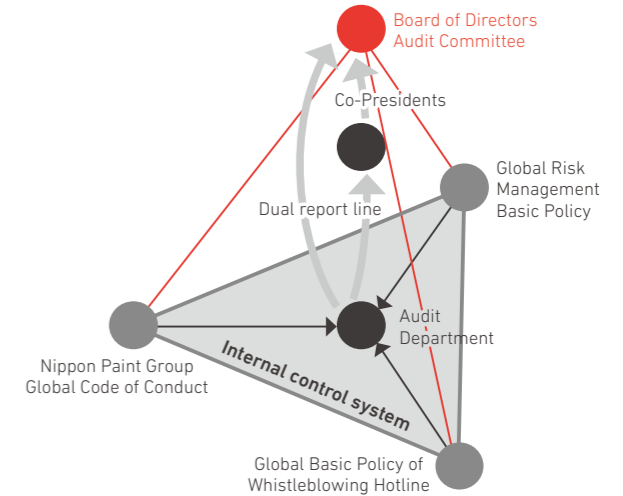 Board of Directors
Audit Committee
Co-Presidents
Global Risk
Management
Basic Policy
Dual report line
Audit
Department
Nippon Paint Group
Global Code of Conduct
Internal control system
Global Basic Policy of
Whistleblowing Hotline